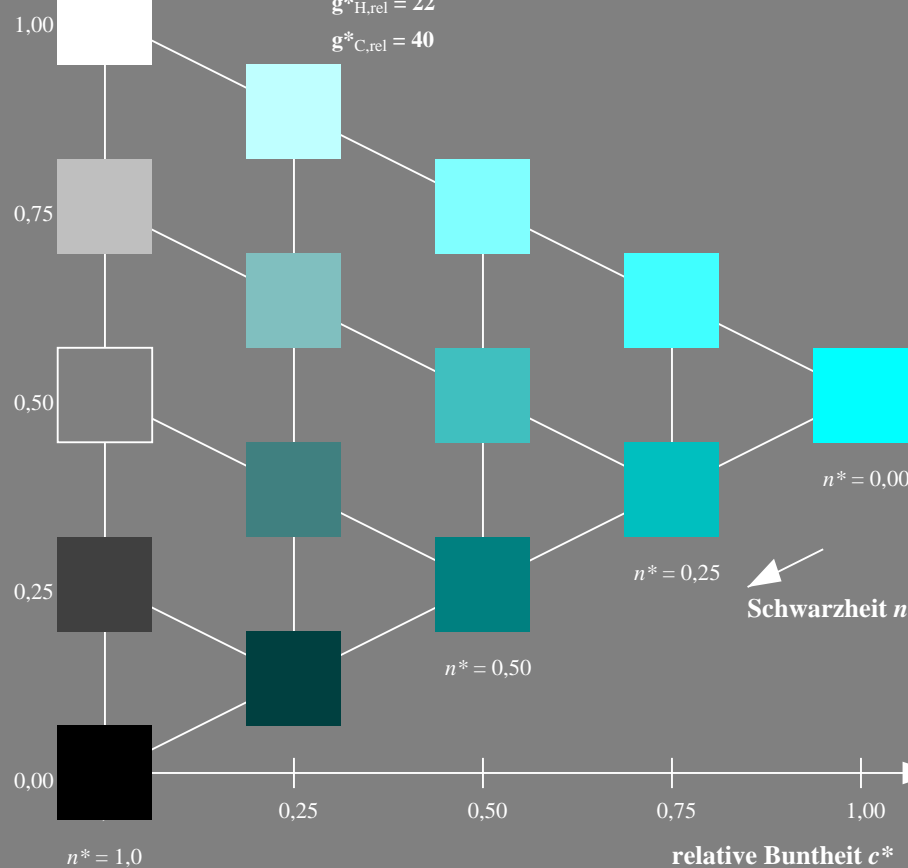 g*H,rel = 22
1,00
g*C,rel = 40
0,75
0,50
n* = 0,00
n* = 0,25
0,25
Schwarzheit n
n* = 0,50
0,00
0,25
0,50
0,75
1,00
n* = 1,0
relative Buntheit c*